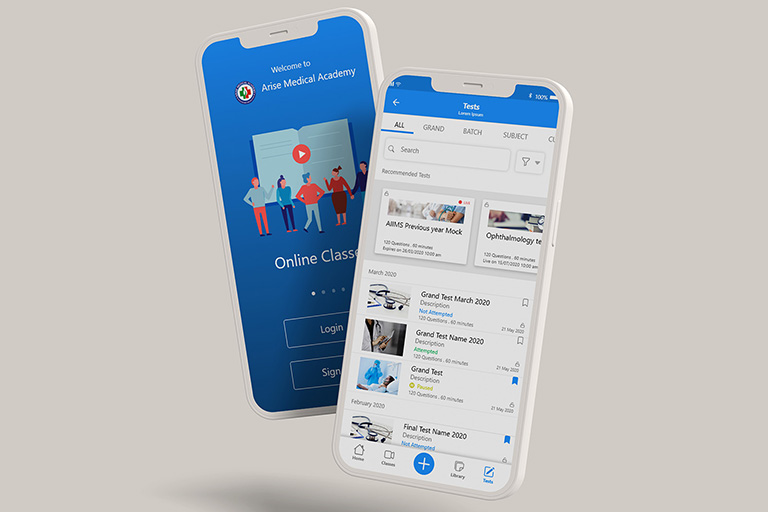 Welcome to
Arise Medical Academy
Online Classe
Login
Sign
100%
Tests
Lorem Ipsum
ALL
GRAND
BATCH
SUBJECT
CU
Search
Recommended Tests
LIVE
AIIMS Previous year Mock
120 Questions . 60 minutes
Expires on 26/03/2020 10:00 am
Ophthalmology te
120 Questions . 60 minutes
Live on 15/07/2020 10:00 am
March 2020
Grand Test March 2020
Description
Not Attempted
120 Questions . 60 minutes
21 May 2020
Grand Test Name 2020
Description
Attempted
120 Questions . 60 minutes
21 May 2020
Grand Test
Description
Paused
120 Questions . 60 minutes
21 May 2020
February 2020
Final Test Name 2020
Description
Not Attempted
Home
Classes
Library
Tests